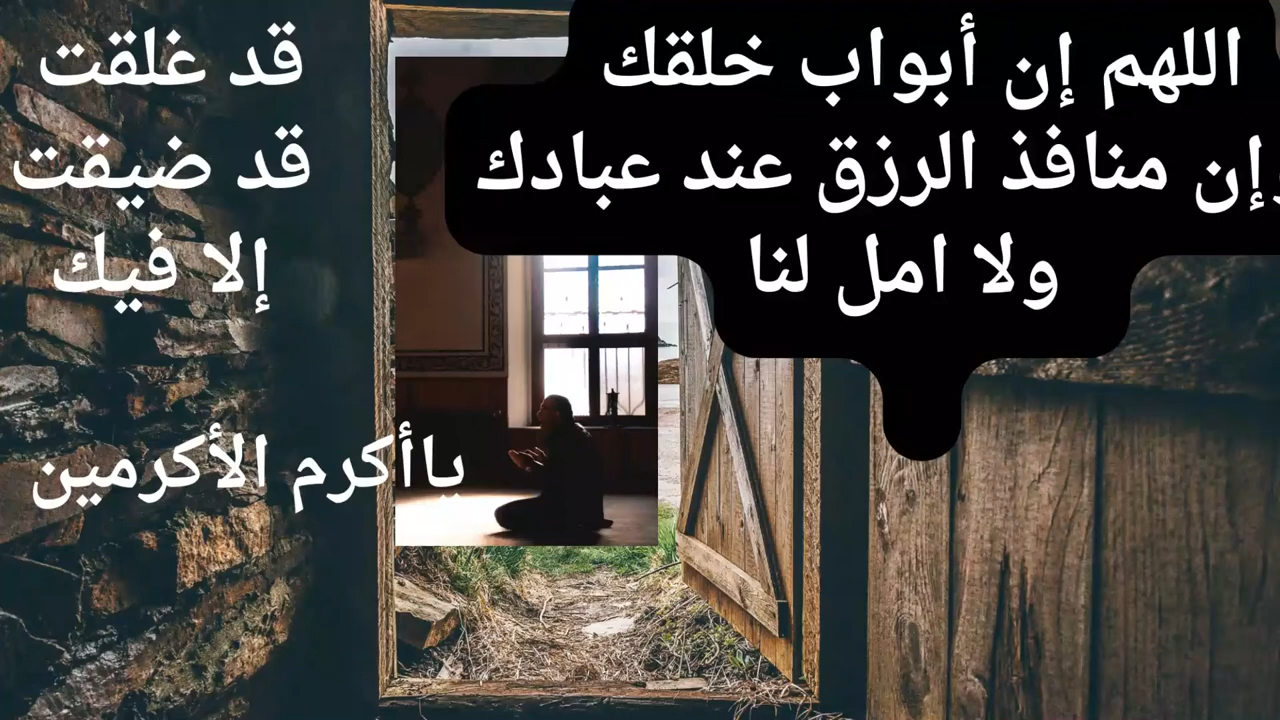 اللهم إن أبواب خلقك قد غلقت
وإن منافذ الرزق عند عبادك قد ضيقت
ولا امل لنا إلا فيك
ياأكرم الأكرمين